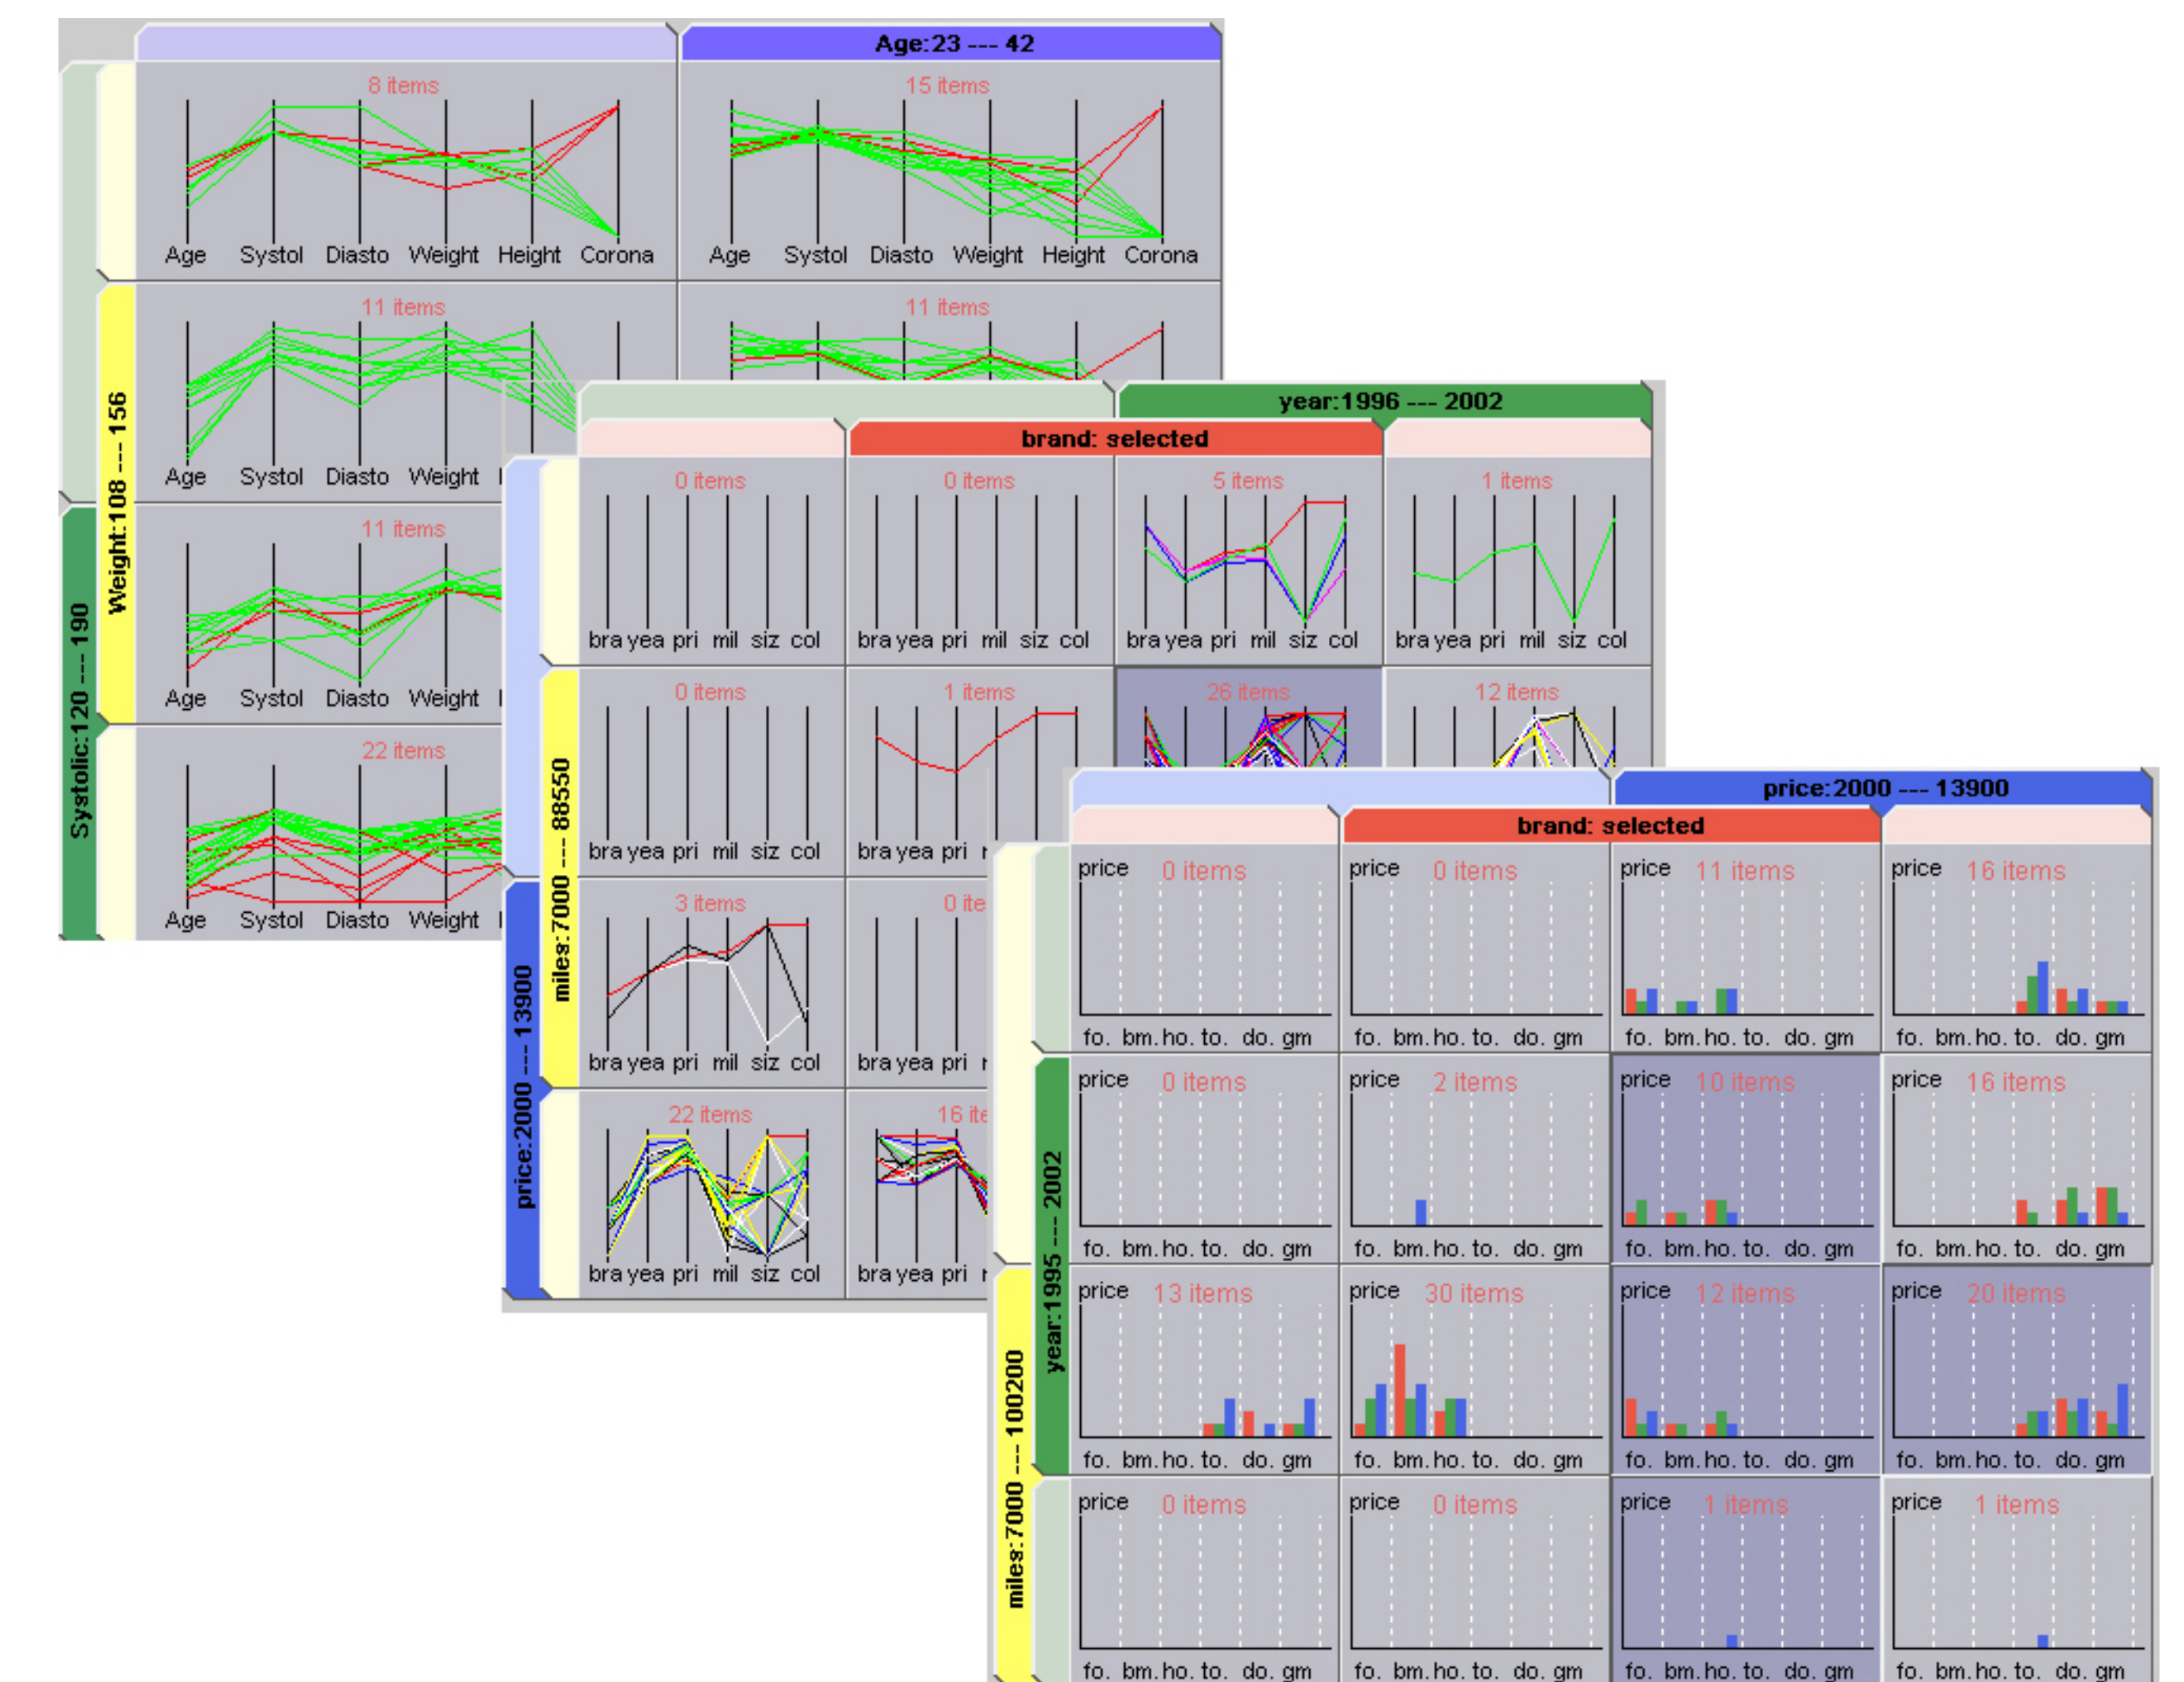 Age:23 --- 42
8 items 15 items
Age Systol Diasto Weight Height Corona Age Systol Diasto Weight Height Corona
11 items 11 items
Age Systol Diasto Weight
11 items
Age Systol Diasto Weight
22 items
Age Systol Diasto Weight
Weight:108 --- 156
Systolic:120 --- 190
year:1996 --- 2002
brand: selected
0 items 0 items 5 items 1 items
bra yea pri mil siz col bra yea pri mil siz col bra yea pri mil siz col bra yea pri mil siz col
0 items 1 items 26 items 12 items
bra yea pri mil siz col bra yea pri
3 items 0 ite
bra yea pri mil siz col bra yea pri
22 items 16 ite
bra yea pri mil siz col bra yea pri
miles:7000 --- 88550
price:2000 --- 13900
price:2000 --- 13900
brand: selected
price 0 items price 0 items price 11 items price 16 items
fo. bm. ho. to. do. gm fo. bm. ho. to. do. gm fo. bm. ho. to. do. gm fo. bm. ho. to. do. gm
price 0 items price 2 items price 10 items price 16 items
fo. bm. ho. to. do. gm fo. bm. ho. to. do. gm fo. bm. ho. to. do. gm fo. bm. ho. to. do. gm
price 13 items price 30 items price 12 items price 20 items
fo. bm. ho. to. do. gm fo. bm. ho. to. do. gm fo. bm. ho. to. do. gm fo. bm. ho. to. do. gm
price 0 items price 0 items price 1 items price 1 items
fo. bm. ho. to. do. gm fo. bm. ho. to. do. gm fo. bm. ho. to. do. gm fo. bm. ho. to. do. gm
year:1995 --- 2002
miles:7000 --- 100200